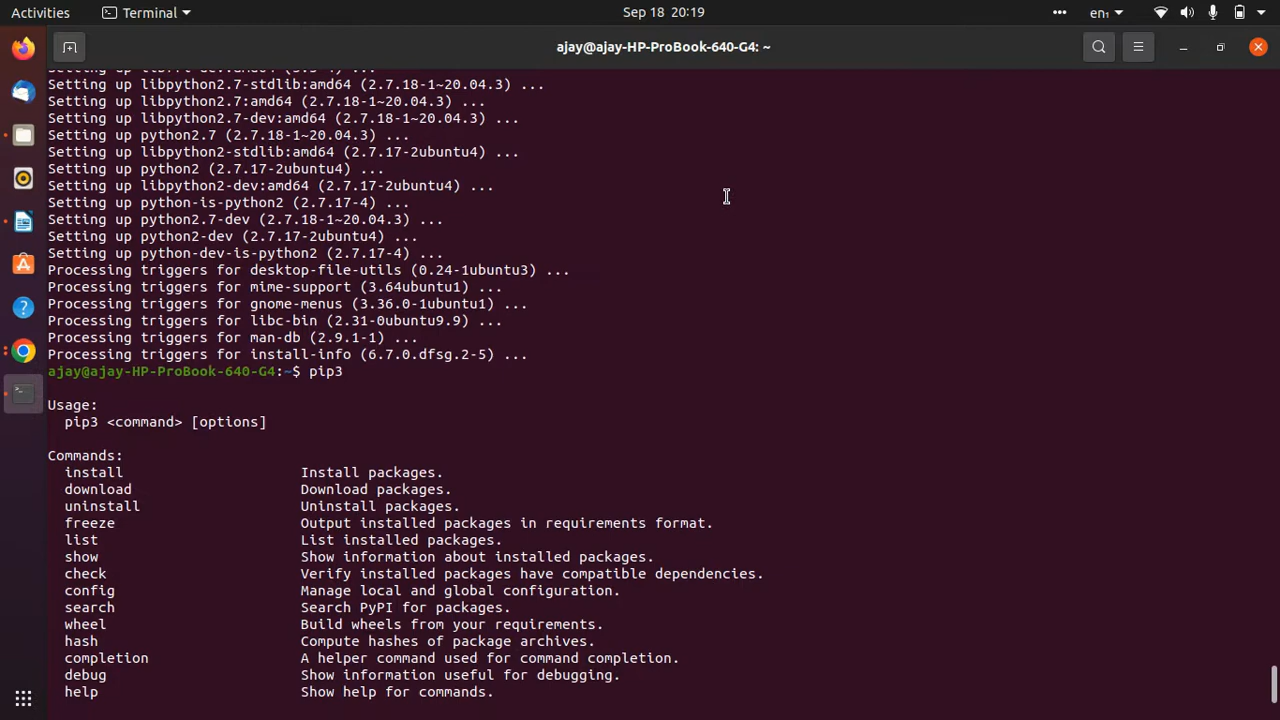 Activities
Terminal
Sep 18 20:19
en₁
ajay@ajay-HP-ProBook-640-G4: ~
Setting up libpython2.7-stdlib:amd64 (2.7.18-1~20.04.3) ...
Setting up libpython2.7:amd64 (2.7.18-1~20.04.3) ...
Setting up libpython2.7-dev:amd64 (2.7.18-1~20.04.3) ...
Setting up python2.7 (2.7.18-1~20.04.3) ...
Setting up libpython2-stdlib:amd64 (2.7.17-2ubuntu4) ...
Setting up python2 (2.7.17-2ubuntu4) ...
Setting up libpython2-dev:amd64 (2.7.17-2ubuntu4) ...
Setting up python-is-python2 (2.7.17-4) ...
Setting up python2.7-dev (2.7.18-1~20.04.3) ...
Setting up python2-dev (2.7.17-2ubuntu4) ...
Setting up python-dev-is-python2 (2.7.17-4) ...
Processing triggers for desktop-file-utils (0.24-1ubuntu3) ...
Processing triggers for mime-support (3.64ubuntu1) ...
Processing triggers for gnome-menus (3.36.0-1ubuntu1) ...
Processing triggers for libc-bin (2.31-0ubuntu9.9) ...
Processing triggers for man-db (2.9.1-1) ...
Processing triggers for install-info (6.7.0.dfsg.2-5) ...
ajay@ajay-HP-ProBook-640-G4:~$ pip3
Usage:
pip3 <command> [options]
Commands:
install Install packages.
download Download packages.
uninstall Uninstall packages.
freeze Output installed packages in requirements format.
list List installed packages.
show Show information about installed packages.
check Verify installed packages have compatible dependencies.
config Manage local and global configuration.
search Search PyPI for packages.
wheel Build wheels from your requirements.
hash Compute hashes of package archives.
completion A helper command used for command completion.
debug Show information useful for debugging.
help Show help for commands.